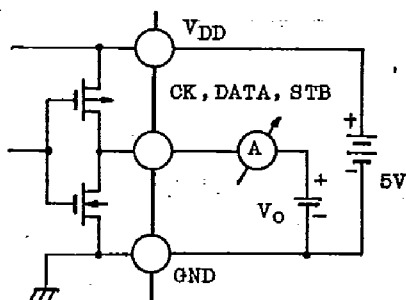 VDD
CK, DATA, STB
A
+
+
-
5V
VO
-
GND